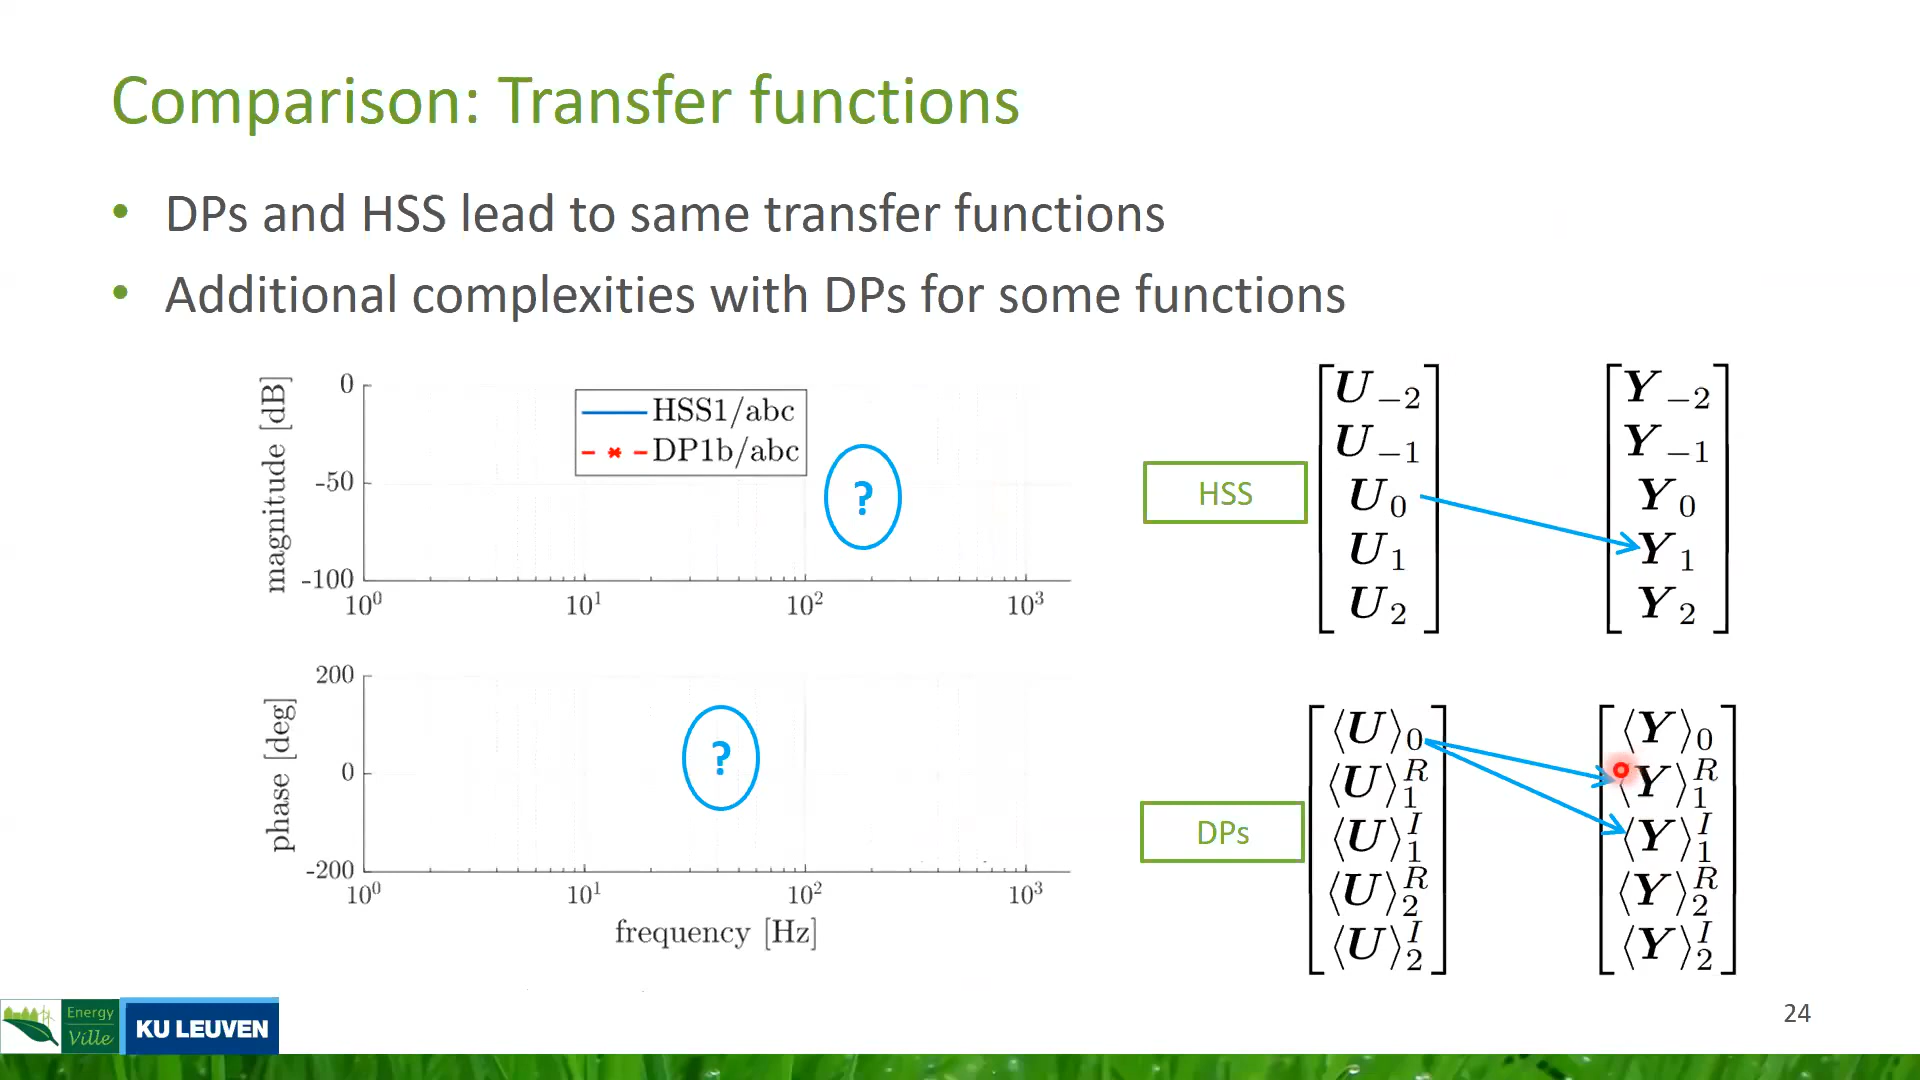 Comparison: Transfer functions
• DPs and HSS lead to same transfer functions
• Additional complexities with DPs for some functions
magnitude [dB]
0
-50
-100
10⁰ 10¹ 10² 10³
HSS1/abc
DP1b/abc
?
phase [deg]
200
0
-200
10⁰ 10¹ 10² 10³
frequency [Hz]
?
HSS
U₋₂
U₋₁
U₀
U₁
U₂
Y₋₂
Y₋₁
Y₀
Y₁
Y₂
DPs
⟨U⟩₀
⟨U⟩₁ᴿ
⟨U⟩₁ᴵ
⟨U⟩₂ᴿ
⟨U⟩₂ᴵ
⟨Y⟩₀
⟨Y⟩₁ᴿ
⟨Y⟩₁ᴵ
⟨Y⟩₂ᴿ
⟨Y⟩₂ᴵ
Energy
Ville
KU LEUVEN
24